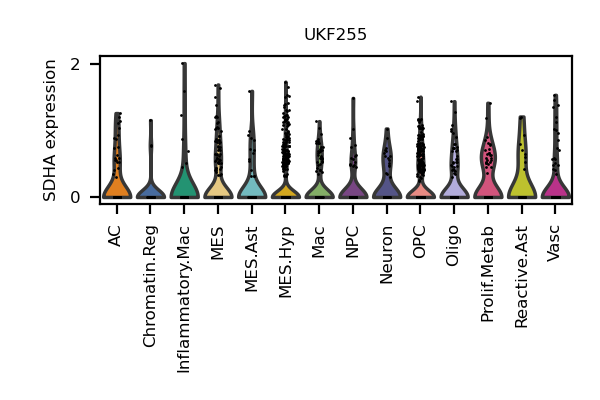 UKF255
SDHA expression
2
0
AC
Chromatin.Reg
Inflammatory.Mac
MES
MES.Ast
MES.Hyp
Mac
NPC
Neuron
OPC
Oligo
Prolif.Metab
Reactive.Ast
Vasc